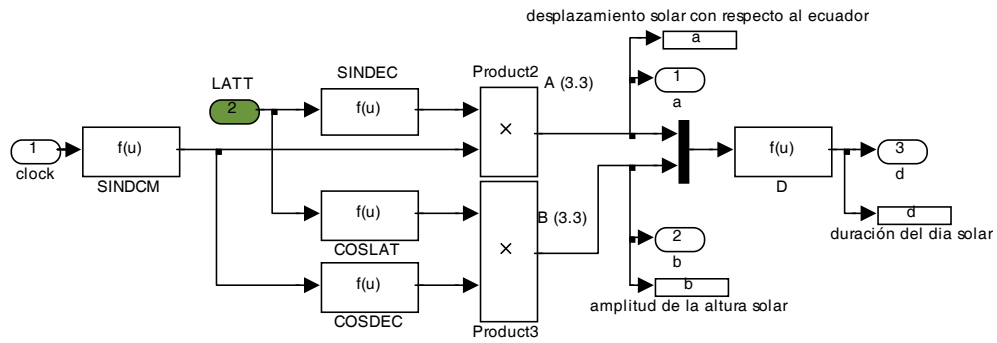 desplazamiento solar con respecto al ecuador
a
LATT
SINDEC
Product2
A (3.3)
2
f(u)
×
1
a
1
clock
f(u)
SINDCM
f(u)
D
3
d
f(u)
COSLAT
B (3.3)
×
d
duración del dia solar
2
b
f(u)
COSDEC
b
amplitud de la altura solar
Product3